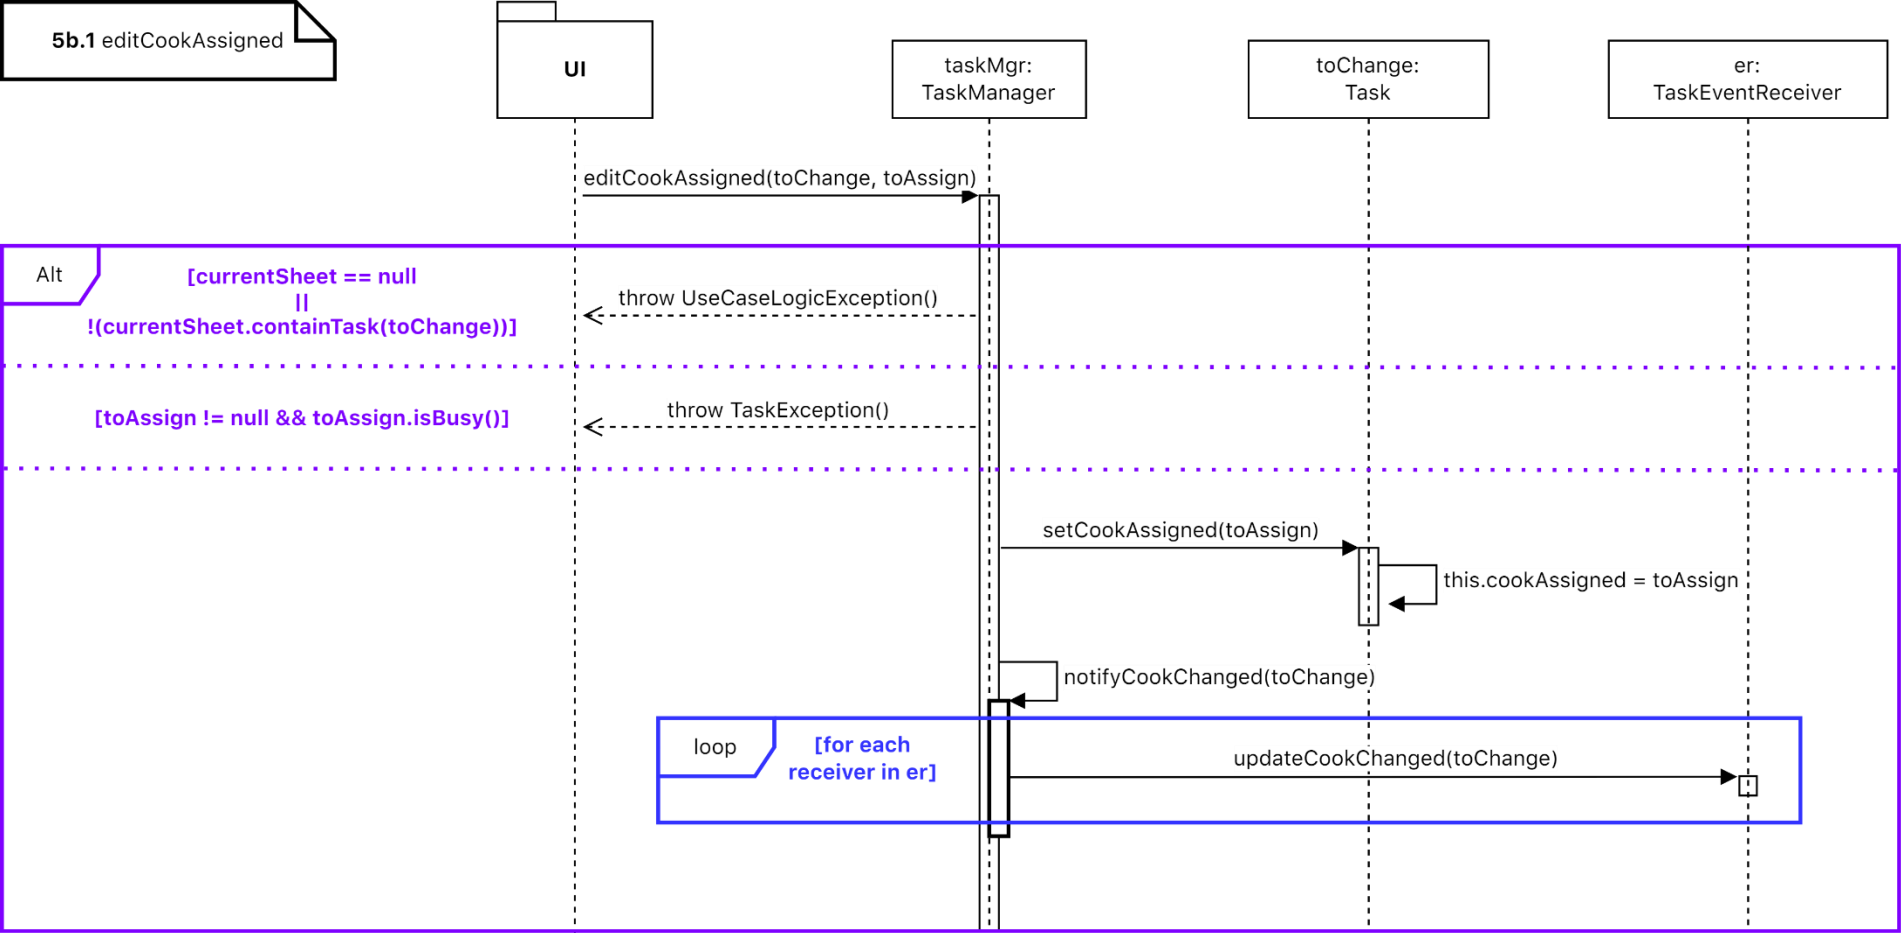 5b.1 editCookAssigned
UI
taskMgr:
TaskManager
toChange:
Task
er:
TaskEventReceiver
editCookAssigned(toChange, toAssign)
Alt
[currentSheet == null
||
!(currentSheet.containTask(toChange))]
throw UseCaseLogicException()
[toAssign != null && toAssign.isBusy()]
throw TaskException()
setCookAssigned(toAssign)
this.cookAssigned = toAssign
notifyCookChanged(toChange)
loop
[for each
receiver in er]
updateCookChanged(toChange)